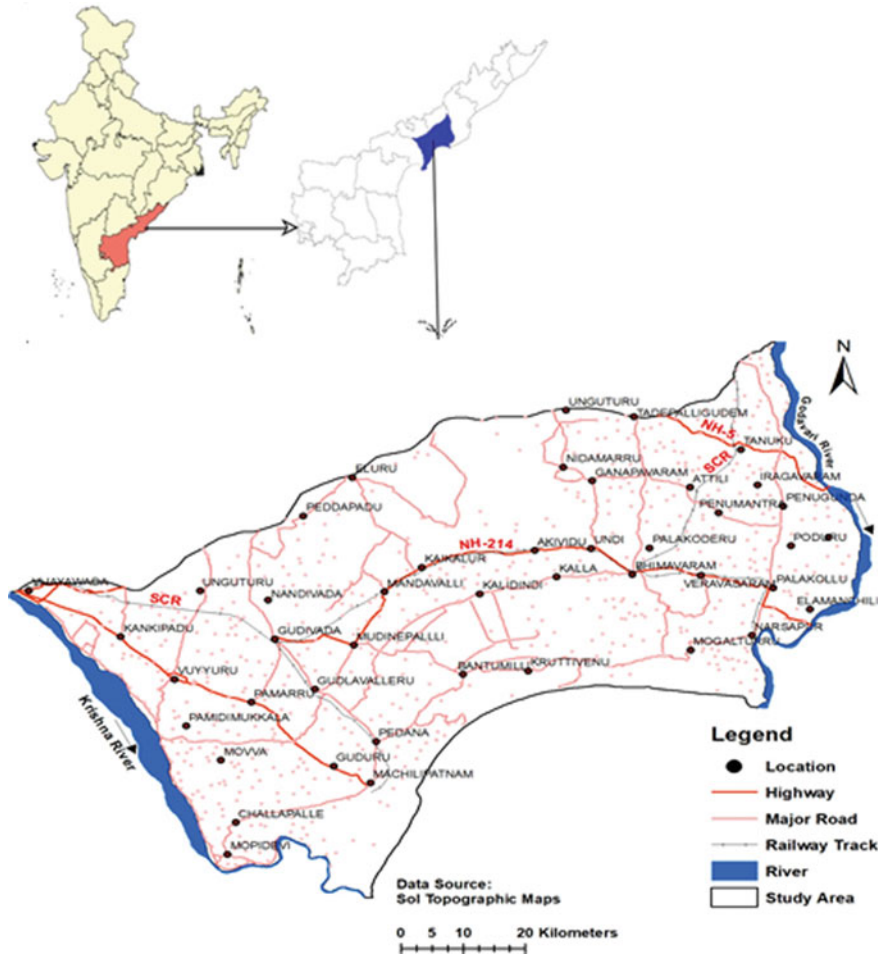 N
UNGUTURU
TADEPALLIGUDEM
NH-5
Godavari River
TANUKU
SCR
NIDAMARRU
ELURU
GANAPAVARAM
ATTILI
IRAGAVARAM
PEDDAPADU
PENUMANTRA
PENUGUNDA
NH-214
AKIVIDU
UNDI
PALAKODERU
PODURU
KAIKALUR
VIJAYAWADA
UNGUTURU
MANDAVALLI
KALLA
BHIMAVARAM
SCR
NANDIVADA
KALIDINDI
VERAVASARAM
PALAKOLLU
ELAMANCHILI
KANKIPADU
GUDIVADA
MUDINEPALLLI
NARSAPUR
MOGALTURRU
VUYYURU
GUDLAVALLERU
BANTUMILLI
KRUTTIVENU
PAMARRU
Krishna River
PAMIDIMUKKALA
PEDANA
MOVVA
GUDURU
MACHILIPATNAM
CHALLAPALLE
MOPIDEVI
Legend
Location
Highway
Major Road
Railway Track
River
Study Area
Data Source:
SoI Topographic Maps
0 5 10 20 Kilometers